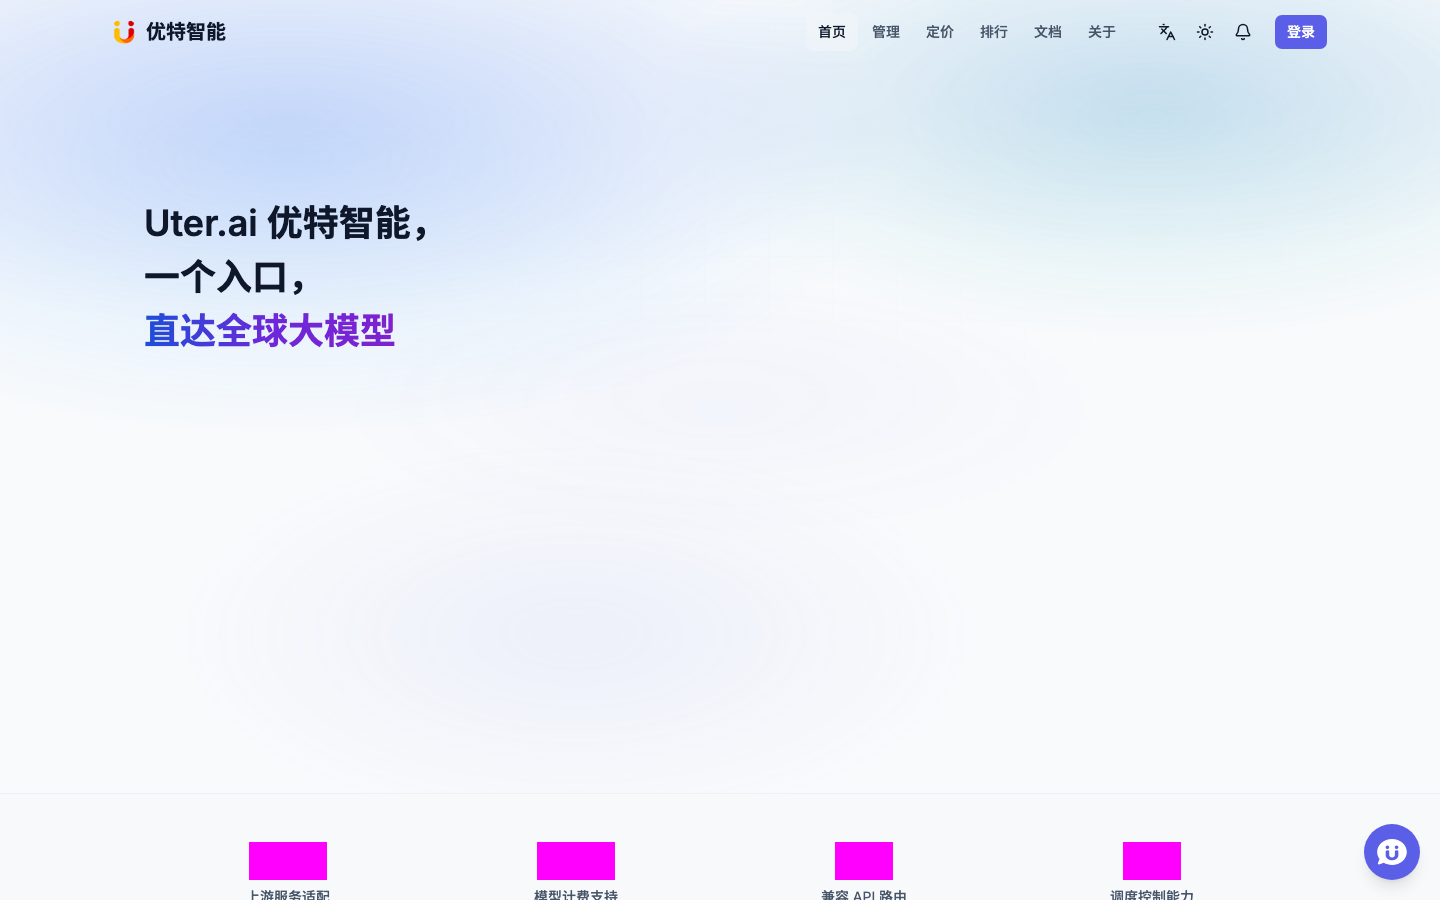 优特智能
首页 管理 定价 排行 文档 关于 登录
Uter.ai 优特智能，
一个入口，
直达全球大模型
上游服务适配 模型计费支持 兼容 API 路由 调度控制能力